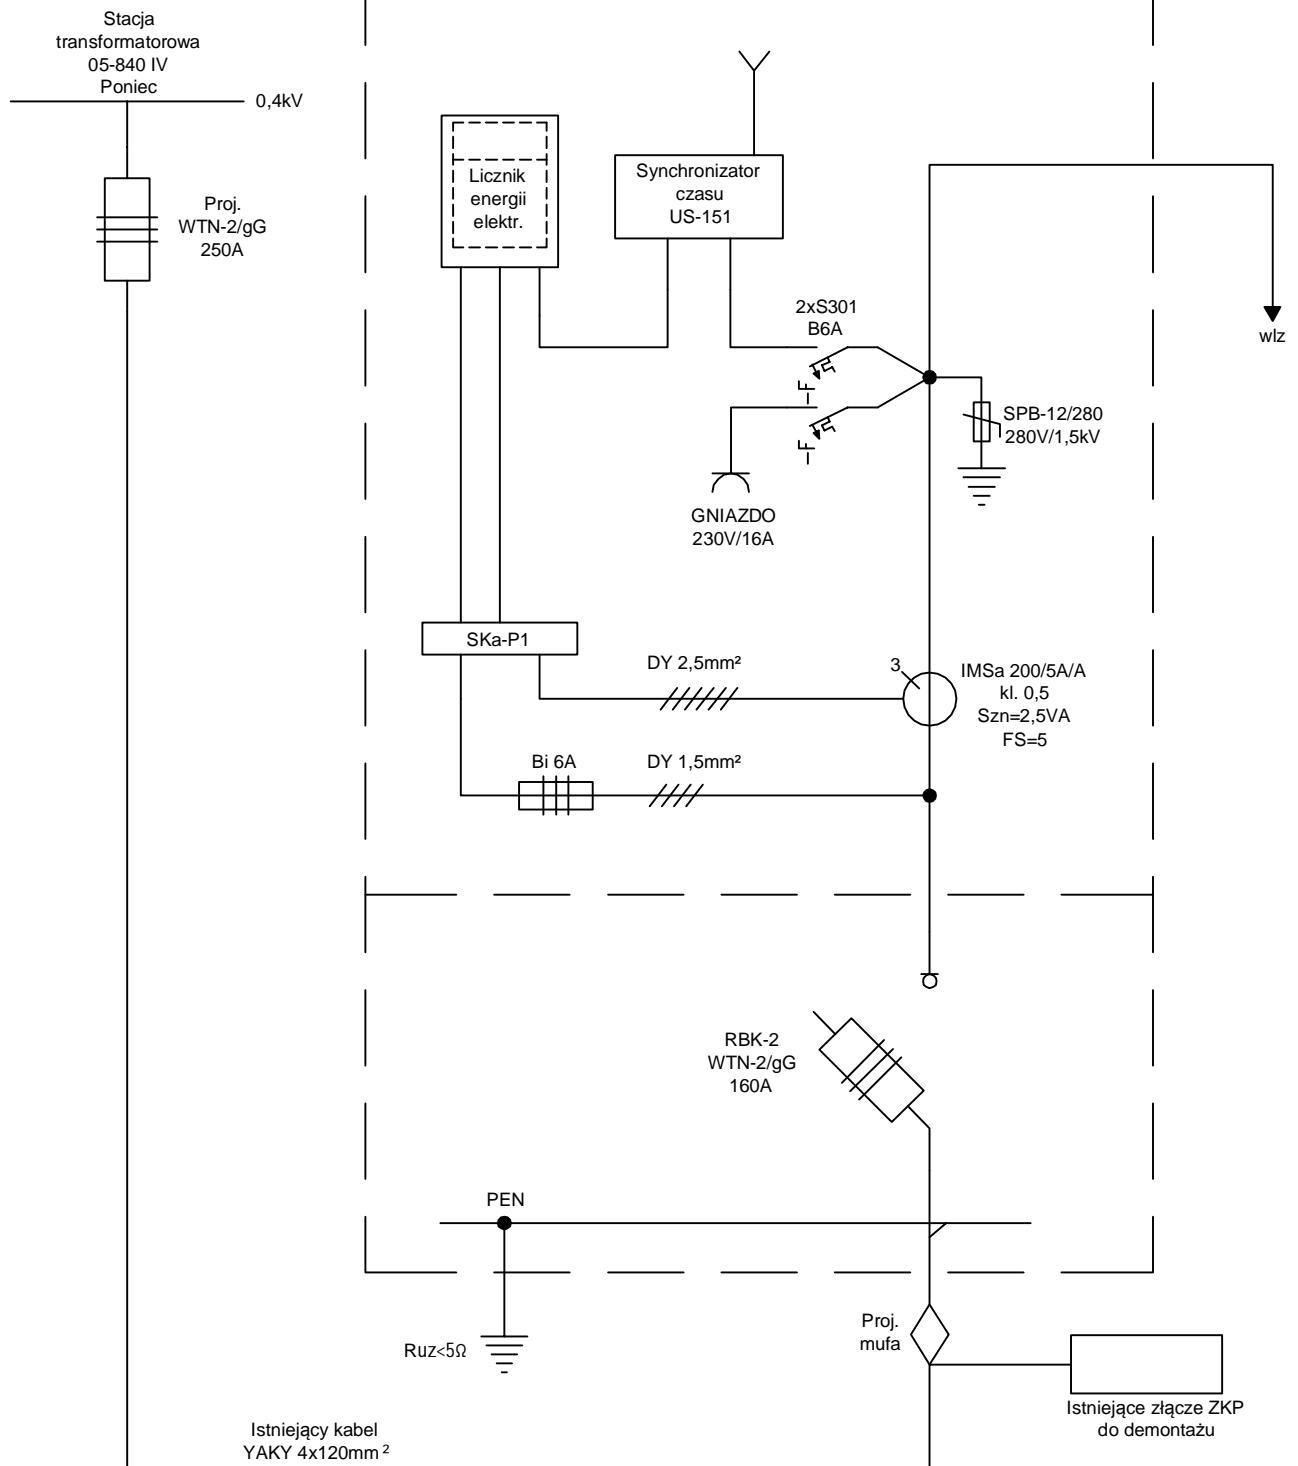 Stacja
transformatorowa
05-840 IV
Poniec
0,4kV
Proj.
WTN-2/gG
250A
Licznik
energii
elektr.
Synchronizator
czasu
US-151
2xS301
B6A
wlz
SPB-12/280
280V/1,5kV
GNIAZDO
230V/16A
SKa-P1
DY 2,5mm²
3
IMSa 200/5A/A
kl. 0,5
Szn=2,5VA
FS=5
Bi 6A
DY 1,5mm²
RBK-2
WTN-2/gG
160A
PEN
Ruz<5Ω
Proj.
mufa
Istniejące złącze ZKP
do demontażu
Istniejący kabel
YAKY 4x120mm²